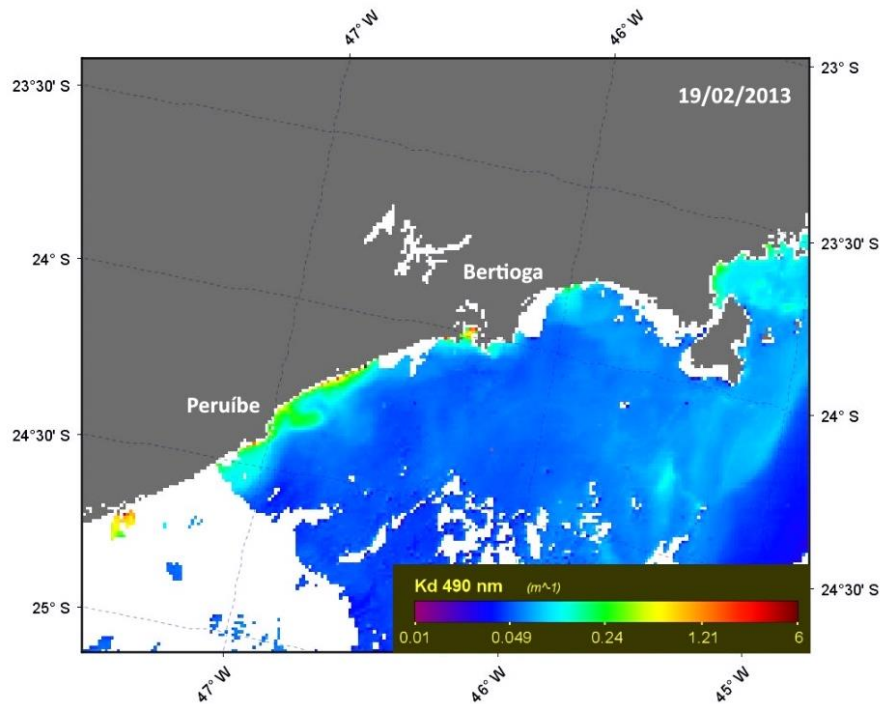 47° W
46° W
23°30' S
23° S
19/02/2013
24° S
23°30' S
Bertioga
Peruíbe
24°30' S
24° S
Kd 490 nm (m^-1)
0.01 0.049 0.24 1.21 6
25° S
24°30' S
47° W
46° W
45° W